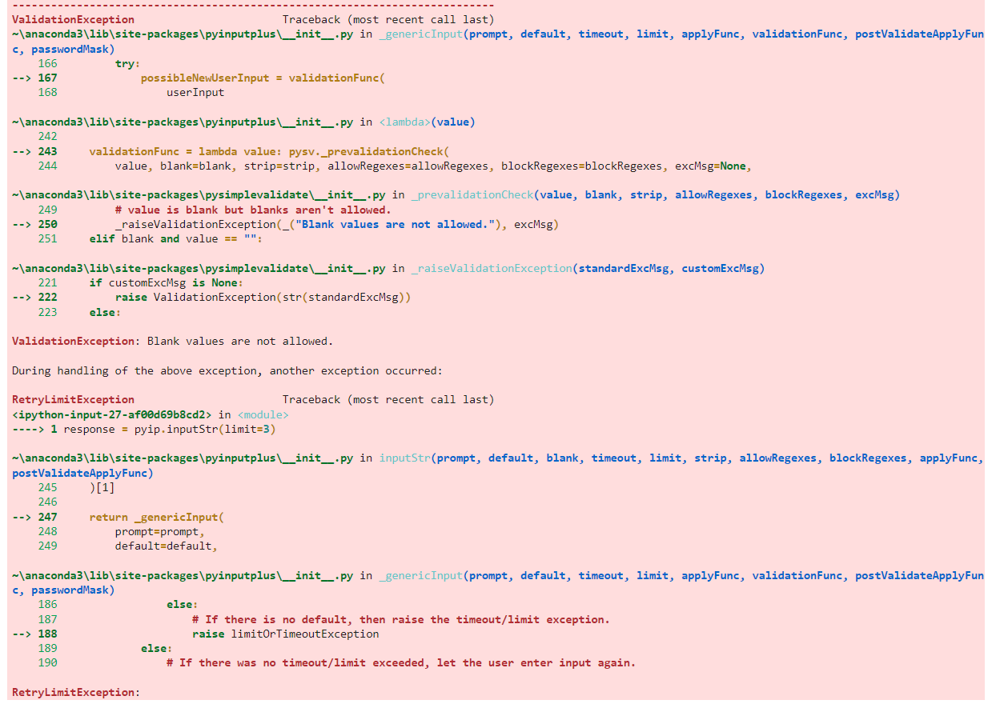 ---------------------------------------------------------------------------
ValidationException                       Traceback (most recent call last)
~\anaconda3\lib\site-packages\pyinputplus\__init__.py in _genericInput(prompt, default, timeout, limit, applyFunc, validationFunc, postValidateApplyFun
c, passwordMask)
    166         try:
--> 167             possibleNewUserInput = validationFunc(
    168                 userInput

~\anaconda3\lib\site-packages\pyinputplus\__init__.py in <lambda>(value)
    242
--> 243     validationFunc = lambda value: pysv._prevalidationCheck(
    244         value, blank=blank, strip=strip, allowRegexes=allowRegexes, blockRegexes=blockRegexes, excMsg=None,

~\anaconda3\lib\site-packages\pysimplevalidate\__init__.py in _prevalidationCheck(value, blank, strip, allowRegexes, blockRegexes, excMsg)
    249         # value is blank but blanks aren't allowed.
--> 250         _raiseValidationException(_("Blank values are not allowed."), excMsg)
    251     elif blank and value == "":

~\anaconda3\lib\site-packages\pysimplevalidate\__init__.py in _raiseValidationException(standardExcMsg, customExcMsg)
    221     if customExcMsg is None:
--> 222         raise ValidationException(str(standardExcMsg))
    223     else:

ValidationException: Blank values are not allowed.

During handling of the above exception, another exception occurred:

RetryLimitException                       Traceback (most recent call last)
<ipython-input-27-af00d69b8cd2> in <module>
----> 1 response = pyip.inputStr(limit=3)

~\anaconda3\lib\site-packages\pyinputplus\__init__.py in inputStr(prompt, default, blank, timeout, limit, strip, allowRegexes, blockRegexes, applyFunc,
postValidateApplyFunc)
    245     )[1]
    246
--> 247     return _genericInput(
    248         prompt=prompt,
    249         default=default,

~\anaconda3\lib\site-packages\pyinputplus\__init__.py in _genericInput(prompt, default, timeout, limit, applyFunc, validationFunc, postValidateApplyFun
c, passwordMask)
    186                 else:
    187                     # If there is no default, then raise the timeout/limit exception.
--> 188                     raise limitOrTimeoutException
    189             else:
    190                 # If there was no timeout/limit exceeded, let the user enter input again.

RetryLimitException: